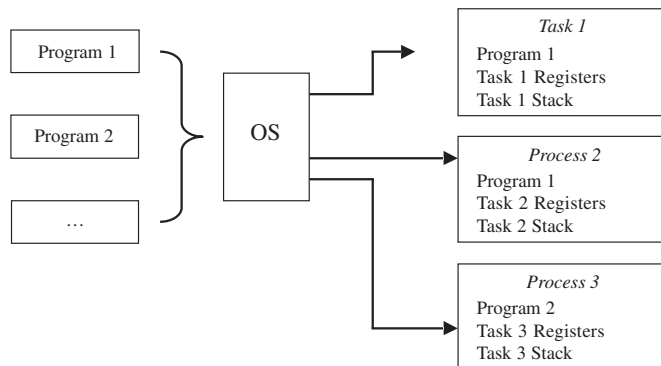 Program 1
Program 2
...
OS
Task 1
Program 1
Task 1 Registers
Task 1 Stack
Process 2
Program 1
Task 2 Registers
Task 2 Stack
Process 3
Program 2
Task 3 Registers
Task 3 Stack